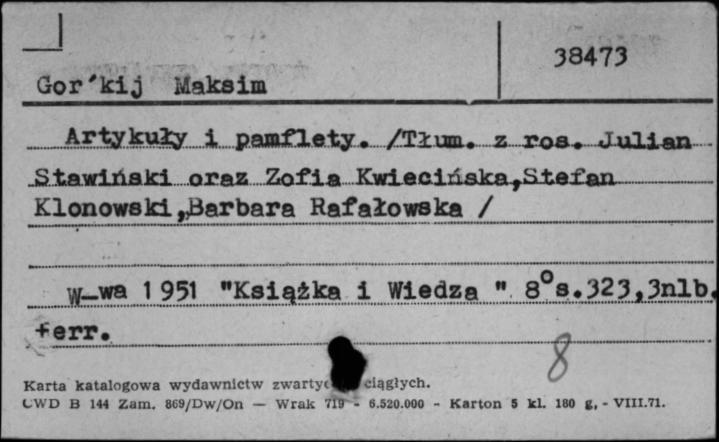 38473
Gor´kij Maksim
Artykuły i pamflety. /Tłum. z ros. Julian
Stawiński oraz Zofia Kwiecińska,Stefan
Klonowski,Barbara Rafałowska /
W-wa 1951 "Książka i Wiedza " 8° s.323,3nlb.
+err.
8
Karta katalogowa wydawnictw ciągłych.
CWD B 144 Zam. 869/Dw/On — Wrak 719 - 6.520.000 - Karton 5 kl. 180 g, - VIII.71.